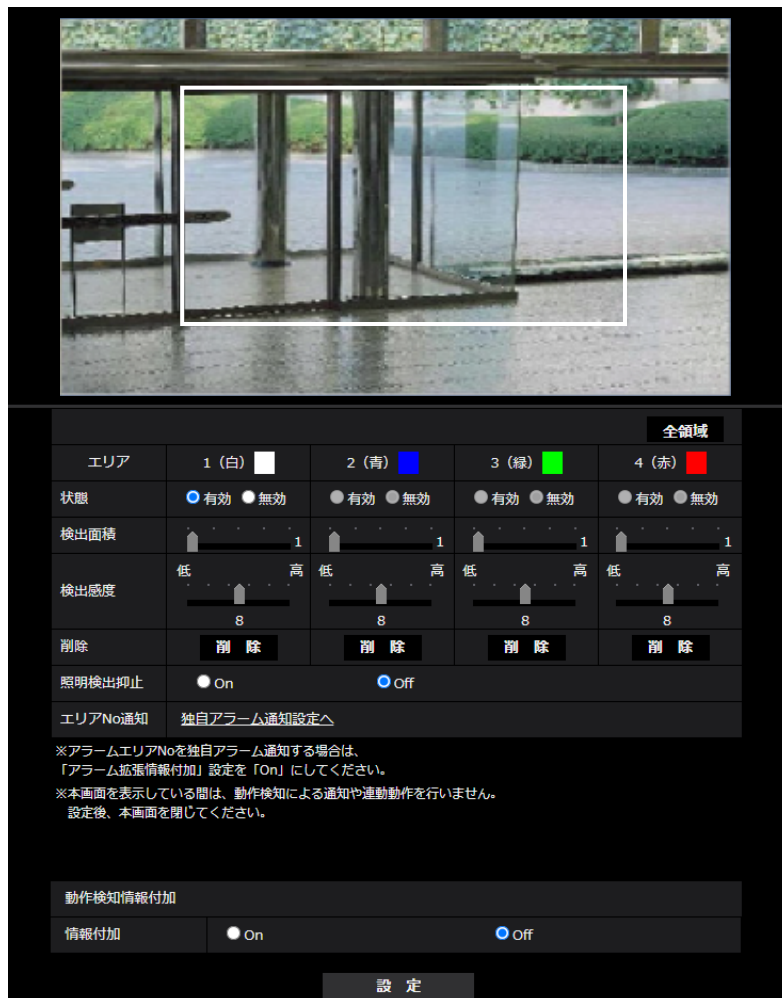 全領域
エリア 1（白） 2（青） 3（緑） 4（赤）
状態 有効 無効 有効 無効 有効 無効 有効 無効
検出面積 1 1 1 1
検出感度 低 高 低 高 低 高 低 高
8 8 8 8
削除 削 除 削 除 削 除 削 除
照明検出抑止 On Off
エリアNo通知 独自アラーム通知設定へ
※アラームエリアNoを独自アラーム通知する場合は、
「アラーム拡張情報付加」設定を「On」にしてください。
※本画面を表示している間は、動作検知による通知や連動動作を行いません。
設定後、本画面を閉じてください。
動作検知情報付加
情報付加 On Off
設 定